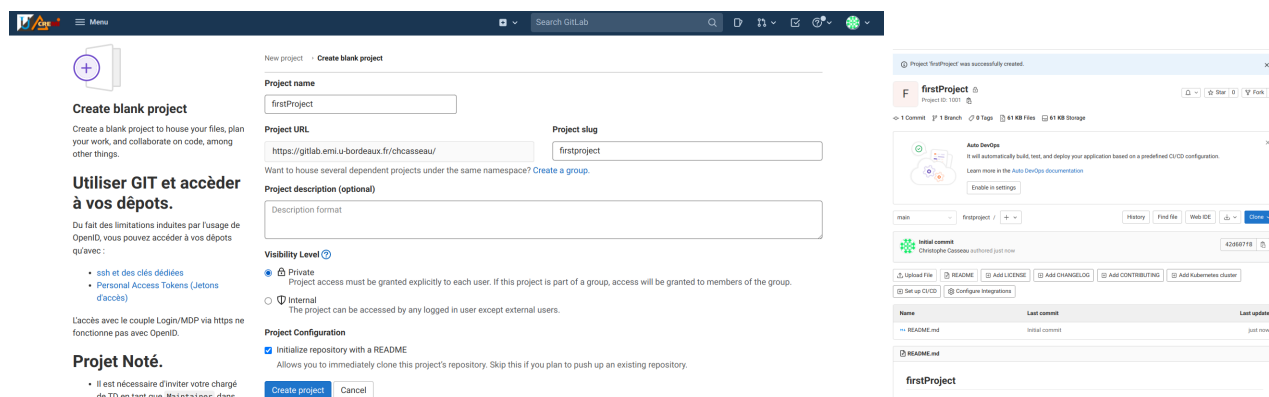 CREMI
Menu
Search GitLab
Create blank project
Create a blank project to house your files, plan
your work, and collaborate on code, among
other things.
Utiliser GIT et accèder
à vos dépots.
Du fait des limitations induites par l'usage de
OpenID, vous pouvez accéder à vos dépots
qu'avec :
ssh et des clés dédiées
Personal Access Tokens (Jetons
d'accès)
L'accès avec le couple Login/MDP via https ne
fonctionne pas avec OpenID.
Projet Noté.
Il est nécessaire d'inviter votre chargé
de TD en tant que Maintainer dans
New project › Create blank project
Project name
firstProject
Project URL
Project slug
https://gitlab.emi.u-bordeaux.fr/chcasseau/
firstproject
Want to house several dependent projects under the same namespace? Create a group.
Project description (optional)
Description format
Visibility Level
Private
Project access must be granted explicitly to each user. If this project is part of a group, access will be granted to members of the group.
Internal
The project can be accessed by any logged in user except external users.
Project Configuration
Initialize repository with a README
Allows you to immediately clone this project's repository. Skip this if you plan to push up an existing repository.
Create project Cancel
Project 'firstProject' was successfully created.
F
firstProject
Project ID: 1001
Star 0 Fork
1 Commit 1 Branch 0 Tags 61 KB Files 61 KB Storage
Auto DevOps
It will automatically build, test, and deploy your application based on a predefined CI/CD configuration.
Learn more in the Auto DevOps documentation
Enable in settings
main firstproject / + History Find file Web IDE Clone
Initial commit
Christophe Casseau authored just now
42d607f8
Upload File README Add LICENSE Add CHANGELOG Add CONTRIBUTING Add Kubernetes cluster
Set up CI/CD Configure Integrations
Name Last commit Last update
README.md Initial commit just now
README.md
firstProject